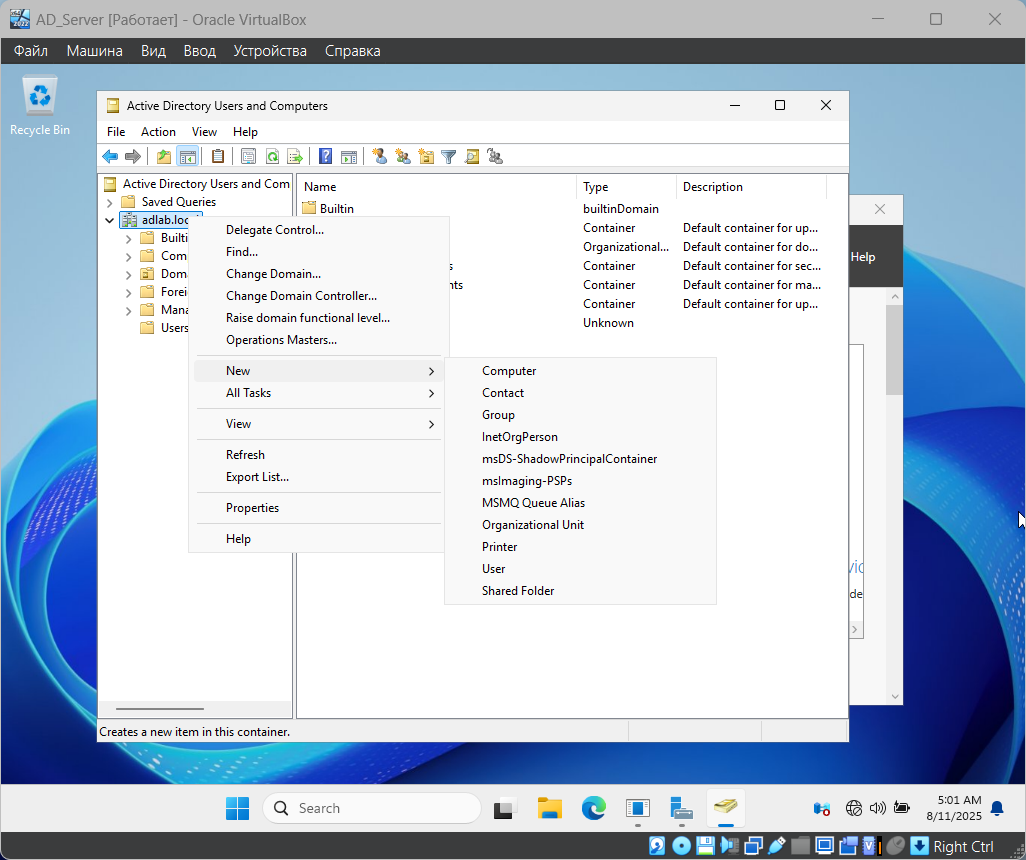 AD_Server [Работает] - Oracle VirtualBox
Файл Машина Вид Ввод Устройства Справка
Recycle Bin
Active Directory Users and Computers
File Action View Help
Active Directory Users and Com
Saved Queries
adlab.loc
Builti
Com
Dom
Forei
Mana
Users
Name Type Description
Builtin builtinDomain
Container Default container for up...
Organizational... Default container for do...
s Container Default container for sec...
nts Container Default container for ma...
Container Default container for up...
Unknown
Delegate Control...
Find...
Change Domain...
Change Domain Controller...
Raise domain functional level...
Operations Masters...
New
All Tasks
View
Refresh
Export List...
Properties
Help
Computer
Contact
Group
InetOrgPerson
msDS-ShadowPrincipalContainer
msImaging-PSPs
MSMQ Queue Alias
Organizational Unit
Printer
User
Shared Folder
Help
vic
de
Creates a new item in this container.
Search
5:01 AM
8/11/2025
Right Ctrl